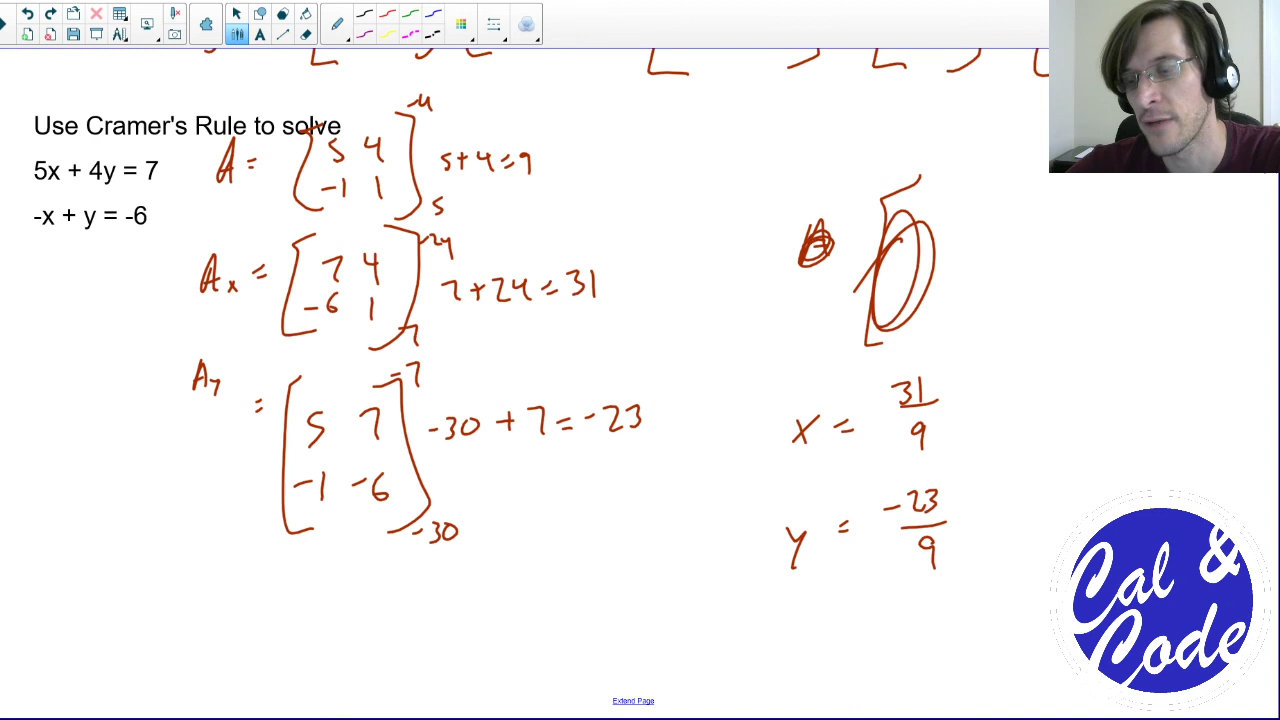 Use Cramer's Rule to solve
5x + 4y = 7
-x + y = -6
A = [5 4] -4
[-1 1] 5
5 + 4 = 9
Ax = [7 4] -24
[-6 1] 7
7 + 24 = 31
Ay = [5 7] -7
[-1 -6] -30
-30 + 7 = -23
x = 31/9
y = -23/9
Cal &
Code
Extend Page